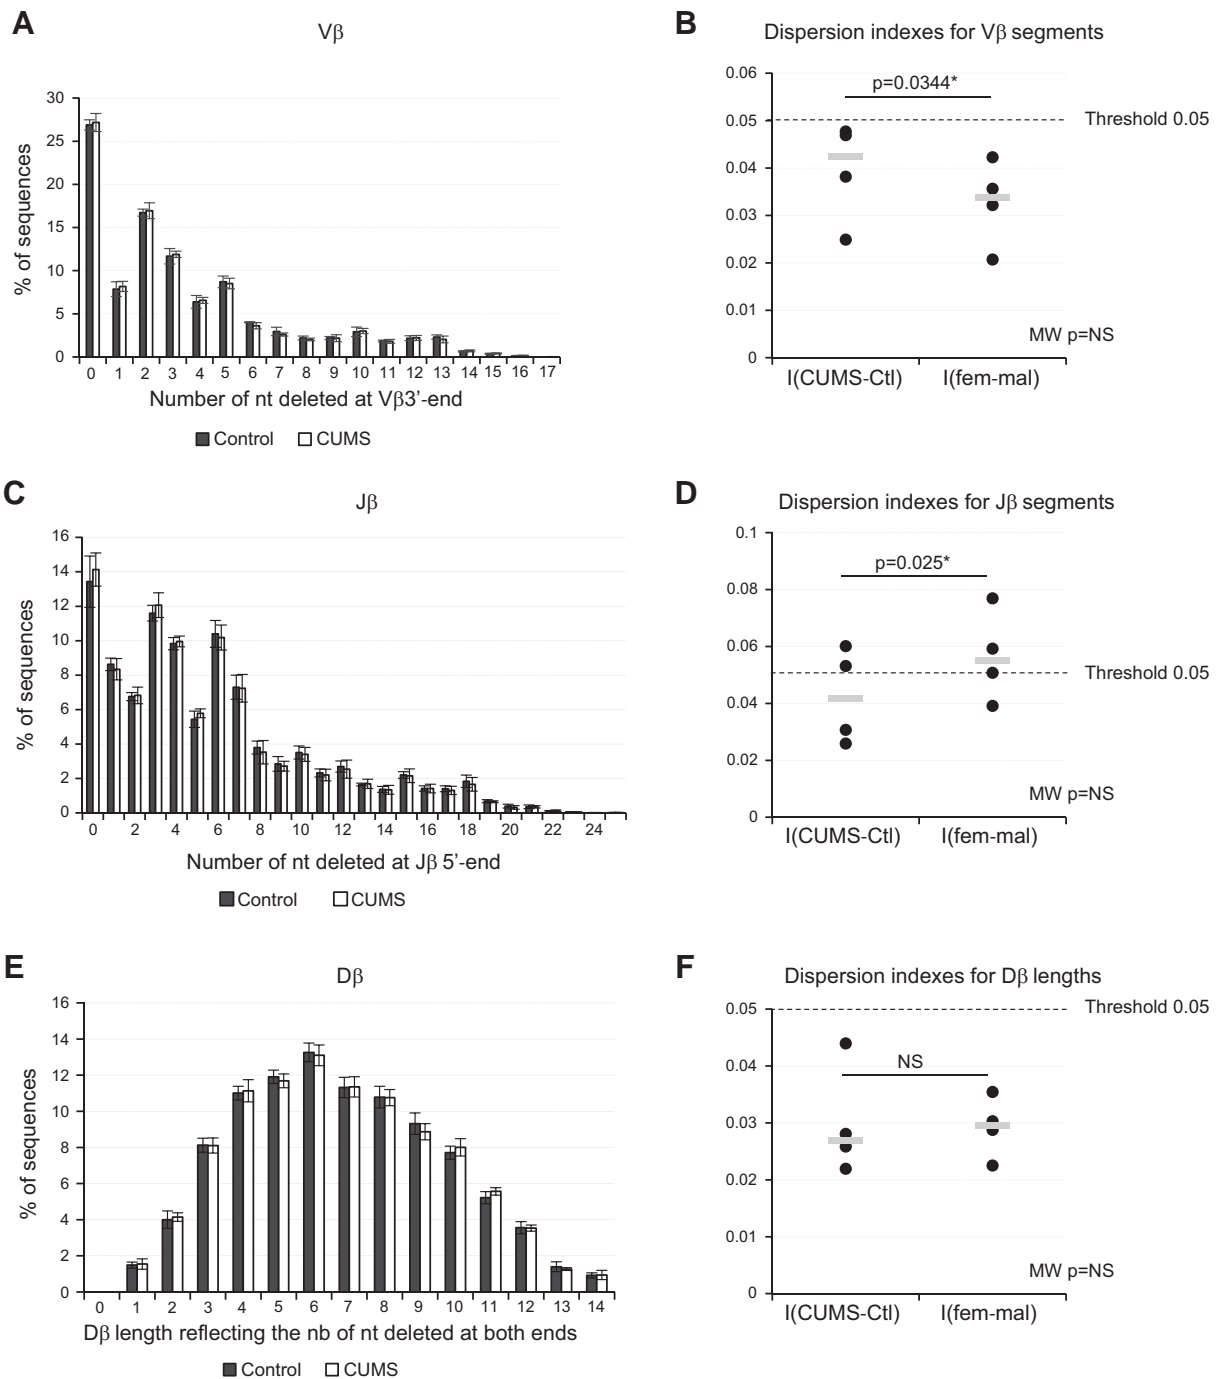 A
Vβ
30
25
20
15
10
5
0
% of sequences
0 1 2 3 4 5 6 7 8 9 10 11 12 13 14 15 16 17
Number of nt deleted at Vβ3’-end
Control CUMS
B
Dispersion indexes for Vβ segments
0.06
0.05
0.04
0.03
0.02
0.01
0
p=0.0344*
Threshold 0.05
MW p=NS
I(CUMS-Ctl) I(fem-mal)
C
Jβ
16
14
12
10
8
6
4
2
0
% of sequences
0 2 4 6 8 10 12 14 16 18 20 22 24
Number of nt deleted at Jβ 5’-end
Control CUMS
D
Dispersion indexes for Jβ segments
0.1
0.08
0.06
0.04
0.02
0
p=0.025*
Threshold 0.05
MW p=NS
I(CUMS-Ctl) I(fem-mal)
E
Dβ
16
14
12
10
8
6
4
2
0
% of sequences
0 1 2 3 4 5 6 7 8 9 10 11 12 13 14
Dβ length reflecting the nb of nt deleted at both ends
Control CUMS
F
Dispersion indexes for Dβ lengths
0.05
0.04
0.03
0.02
0.01
0
Threshold 0.05
NS
MW p=NS
I(CUMS-Ctl) I(fem-mal)